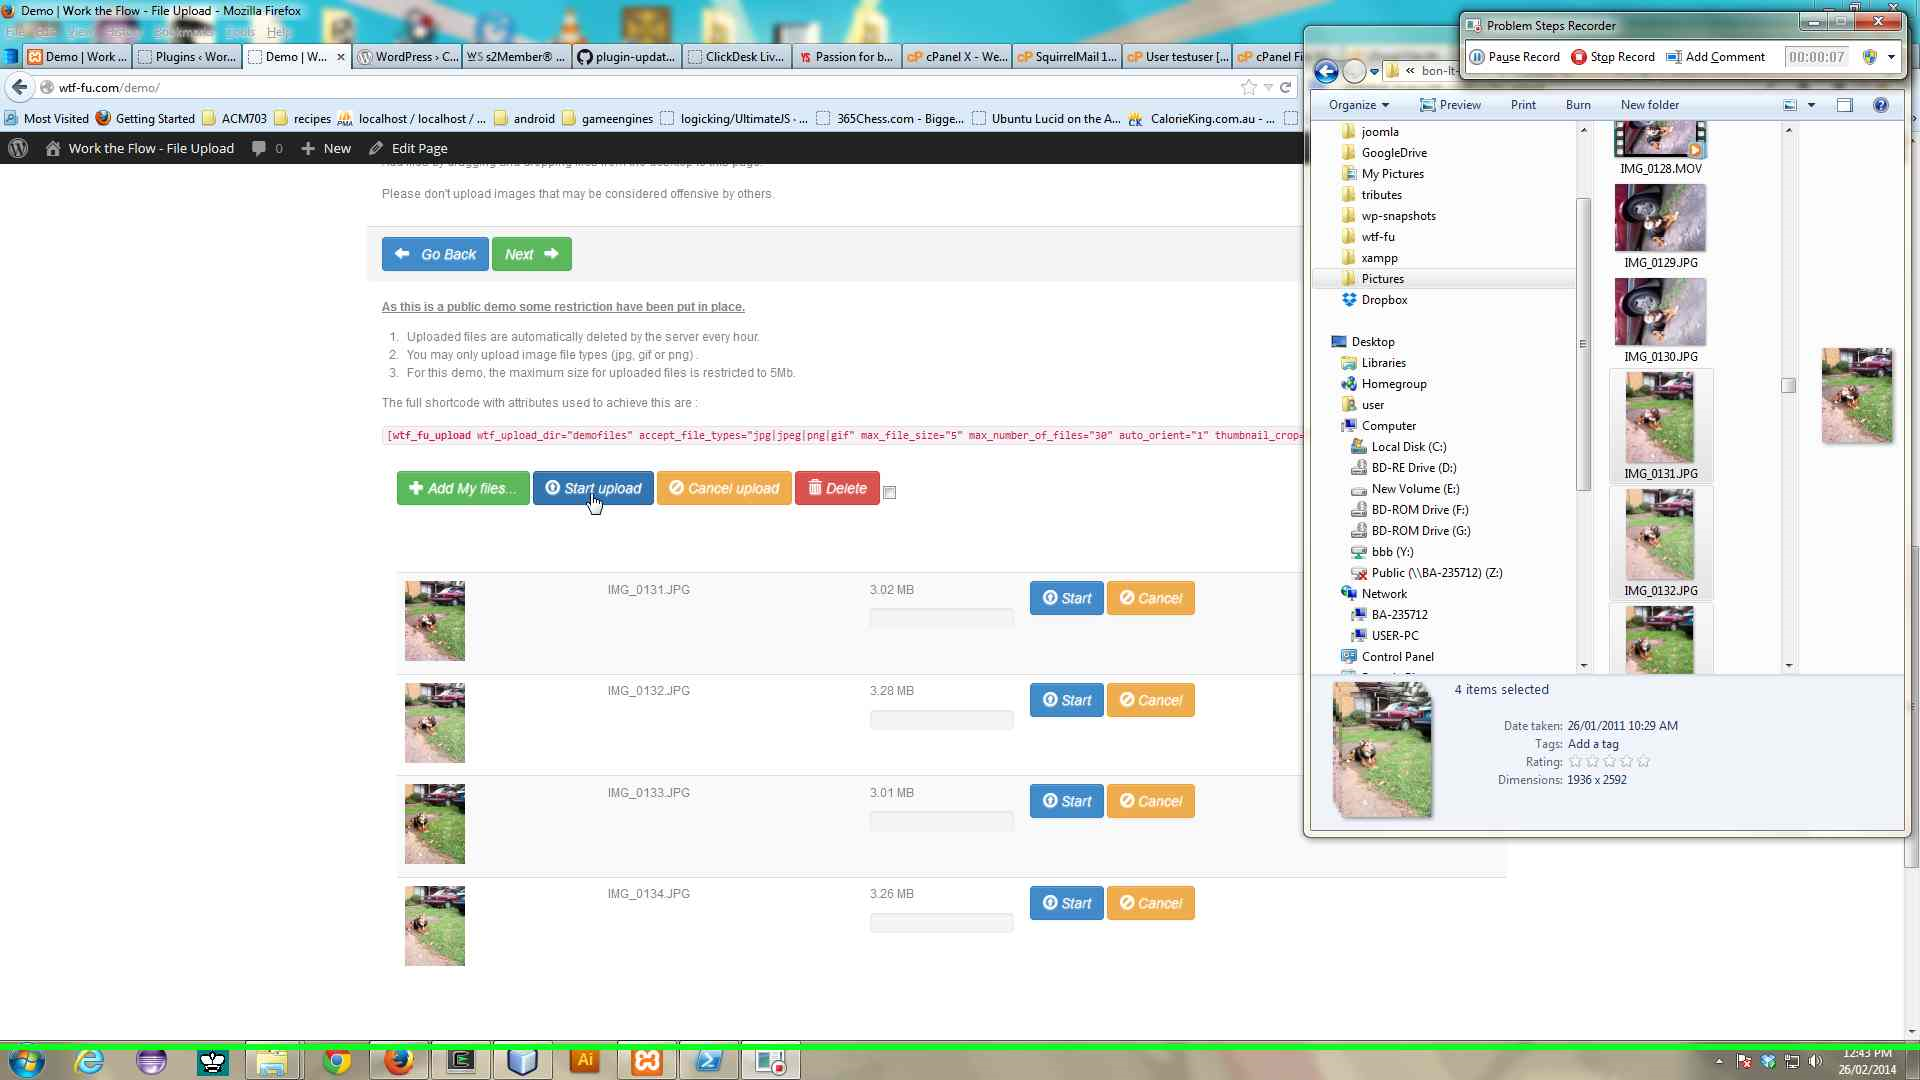 Demo | Work the Flow - File Upload - Mozilla Firefox
File Edit View History Bookmarks Tools Help
Demo | Work ...
Plugins ‹ Wor...
Demo | W...
WordPress › C...
s2Member® ...
plugin-updat...
ClickDesk Liv...
Passion for b...
cPanel X - We...
SquirrelMail 1...
User testuser [...
cPanel Fi
wtf-fu.com/demo/
Most Visited
Getting Started
ACM703
recipes
localhost / localhost / ...
android
gameengines
logicking/UltimateJS · ...
365Chess.com - Bigge...
Ubuntu Lucid on the A...
CalorieKing.com.au - ...
Work the Flow - File Upload
0
New
Edit Page
Add files by dragging and dropping files from the desktop to this page.
Please don't upload images that may be considered offensive by others.
Go Back
Next
As this is a public demo some restriction have been put in place.
1. Uploaded files are automatically deleted by the server every hour.
2. You may only upload image file types (jpg, gif or png) .
3. For this demo, the maximum size for uploaded files is restricted to 5Mb.
The full shortcode with attributes used to achieve this are :
[wtf_fu_upload wtf_upload_dir="demofiles" accept_file_types="jpg|jpeg|png|gif" max_file_size="5" max_number_of_files="30" auto_orient="1" thumbnail_crop=
Add My files...
Start upload
Cancel upload
Delete
IMG_0131.JPG
3.02 MB
Start
Cancel
IMG_0132.JPG
3.28 MB
Start
Cancel
IMG_0133.JPG
3.01 MB
Start
Cancel
IMG_0134.JPG
3.26 MB
Start
Cancel
Problem Steps Recorder
Pause Record
Stop Record
Add Comment
00:00:07
« bon-lt-
Organize
Preview
Print
Burn
New folder
joomla
GoogleDrive
My Pictures
tributes
wp-snapshots
wtf-fu
xampp
Pictures
Dropbox
Desktop
Libraries
Homegroup
user
Computer
Local Disk (C:)
BD-RE Drive (D:)
New Volume (E:)
BD-ROM Drive (F:)
BD-ROM Drive (G:)
bbb (Y:)
Public (\\BA-235712) (Z:)
Network
BA-235712
USER-PC
Control Panel
IMG_0128.MOV
IMG_0129.JPG
IMG_0130.JPG
IMG_0131.JPG
IMG_0132.JPG
4 items selected
Date taken: 26/01/2011 10:29 AM
Tags: Add a tag
Rating:
Dimensions: 1936 x 2592
Ai
12:43 PM
26/02/2014